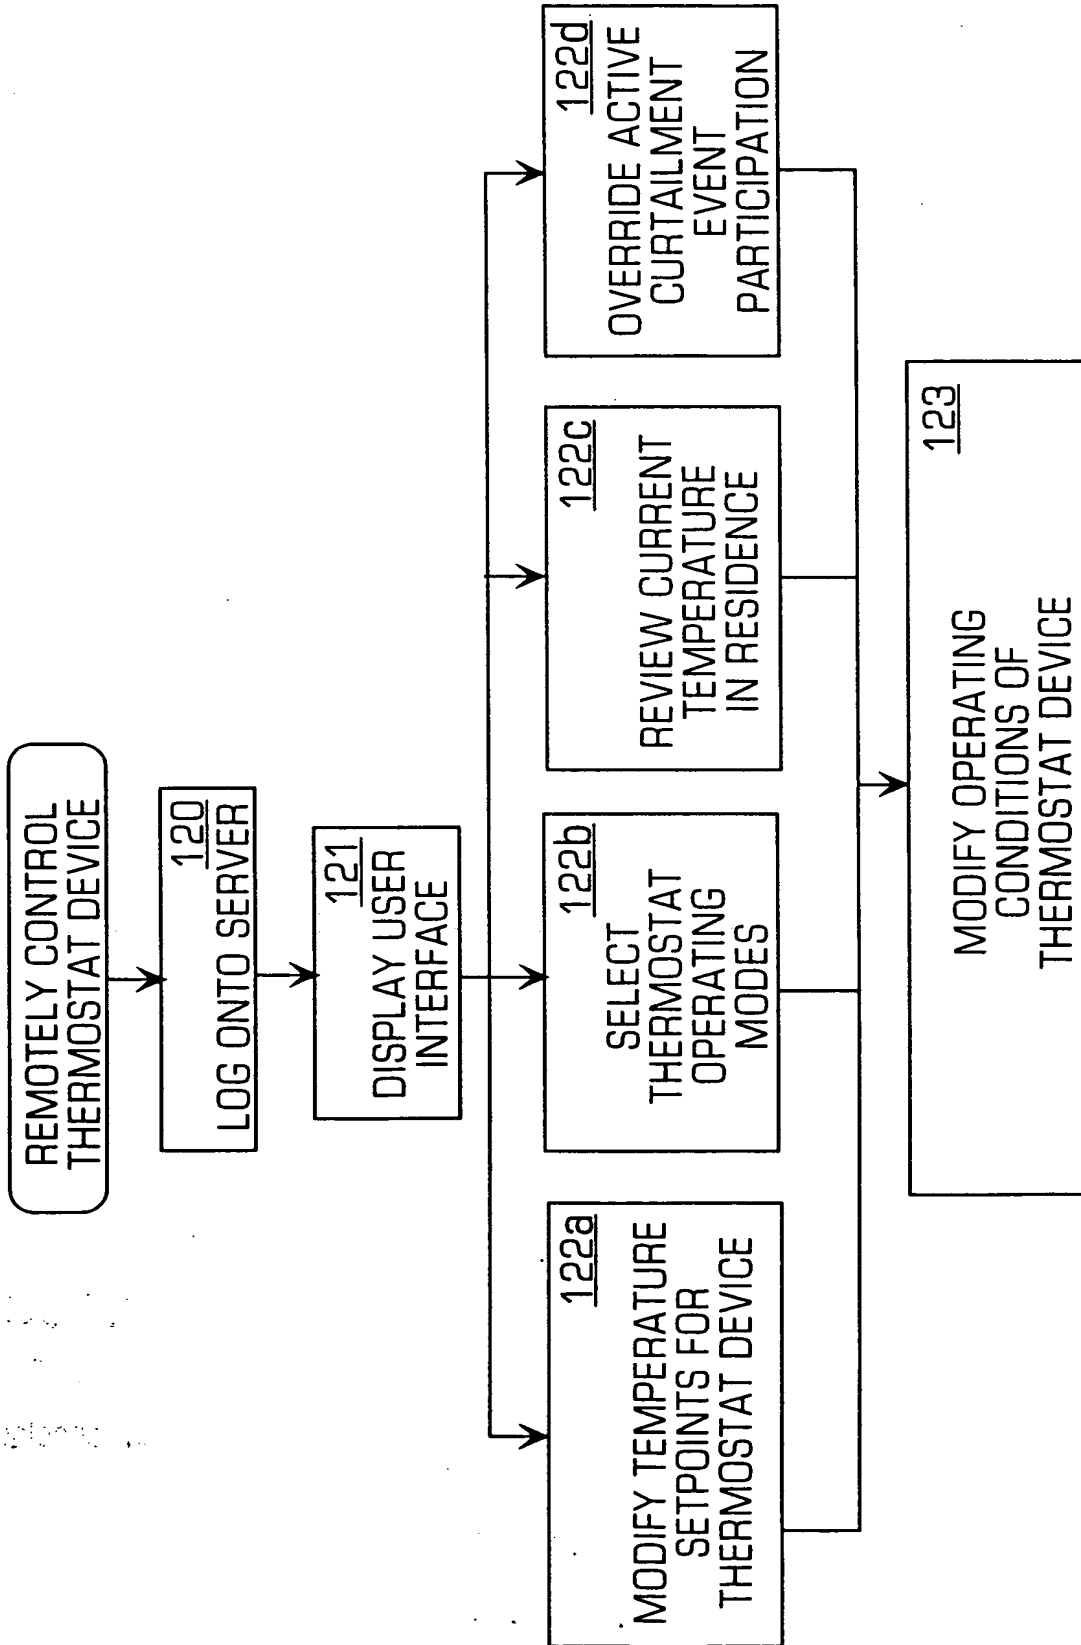 REMOTELY CONTROL
THERMOSTAT DEVICE
120
LOG ONTO SERVER
121
DISPLAY USER
INTERFACE
122a
MODIFY TEMPERATURE
SETPOINTS FOR
THERMOSTAT DEVICE
122b
SELECT
THERMOSTAT
OPERATING
MODES
122c
REVIEW CURRENT
TEMPERATURE
IN RESIDENCE
122d
OVERRIDE ACTIVE
CURTAILMENT
EVENT
PARTICIPATION
123
MODIFY OPERATING
CONDITIONS OF
THERMOSTAT DEVICE